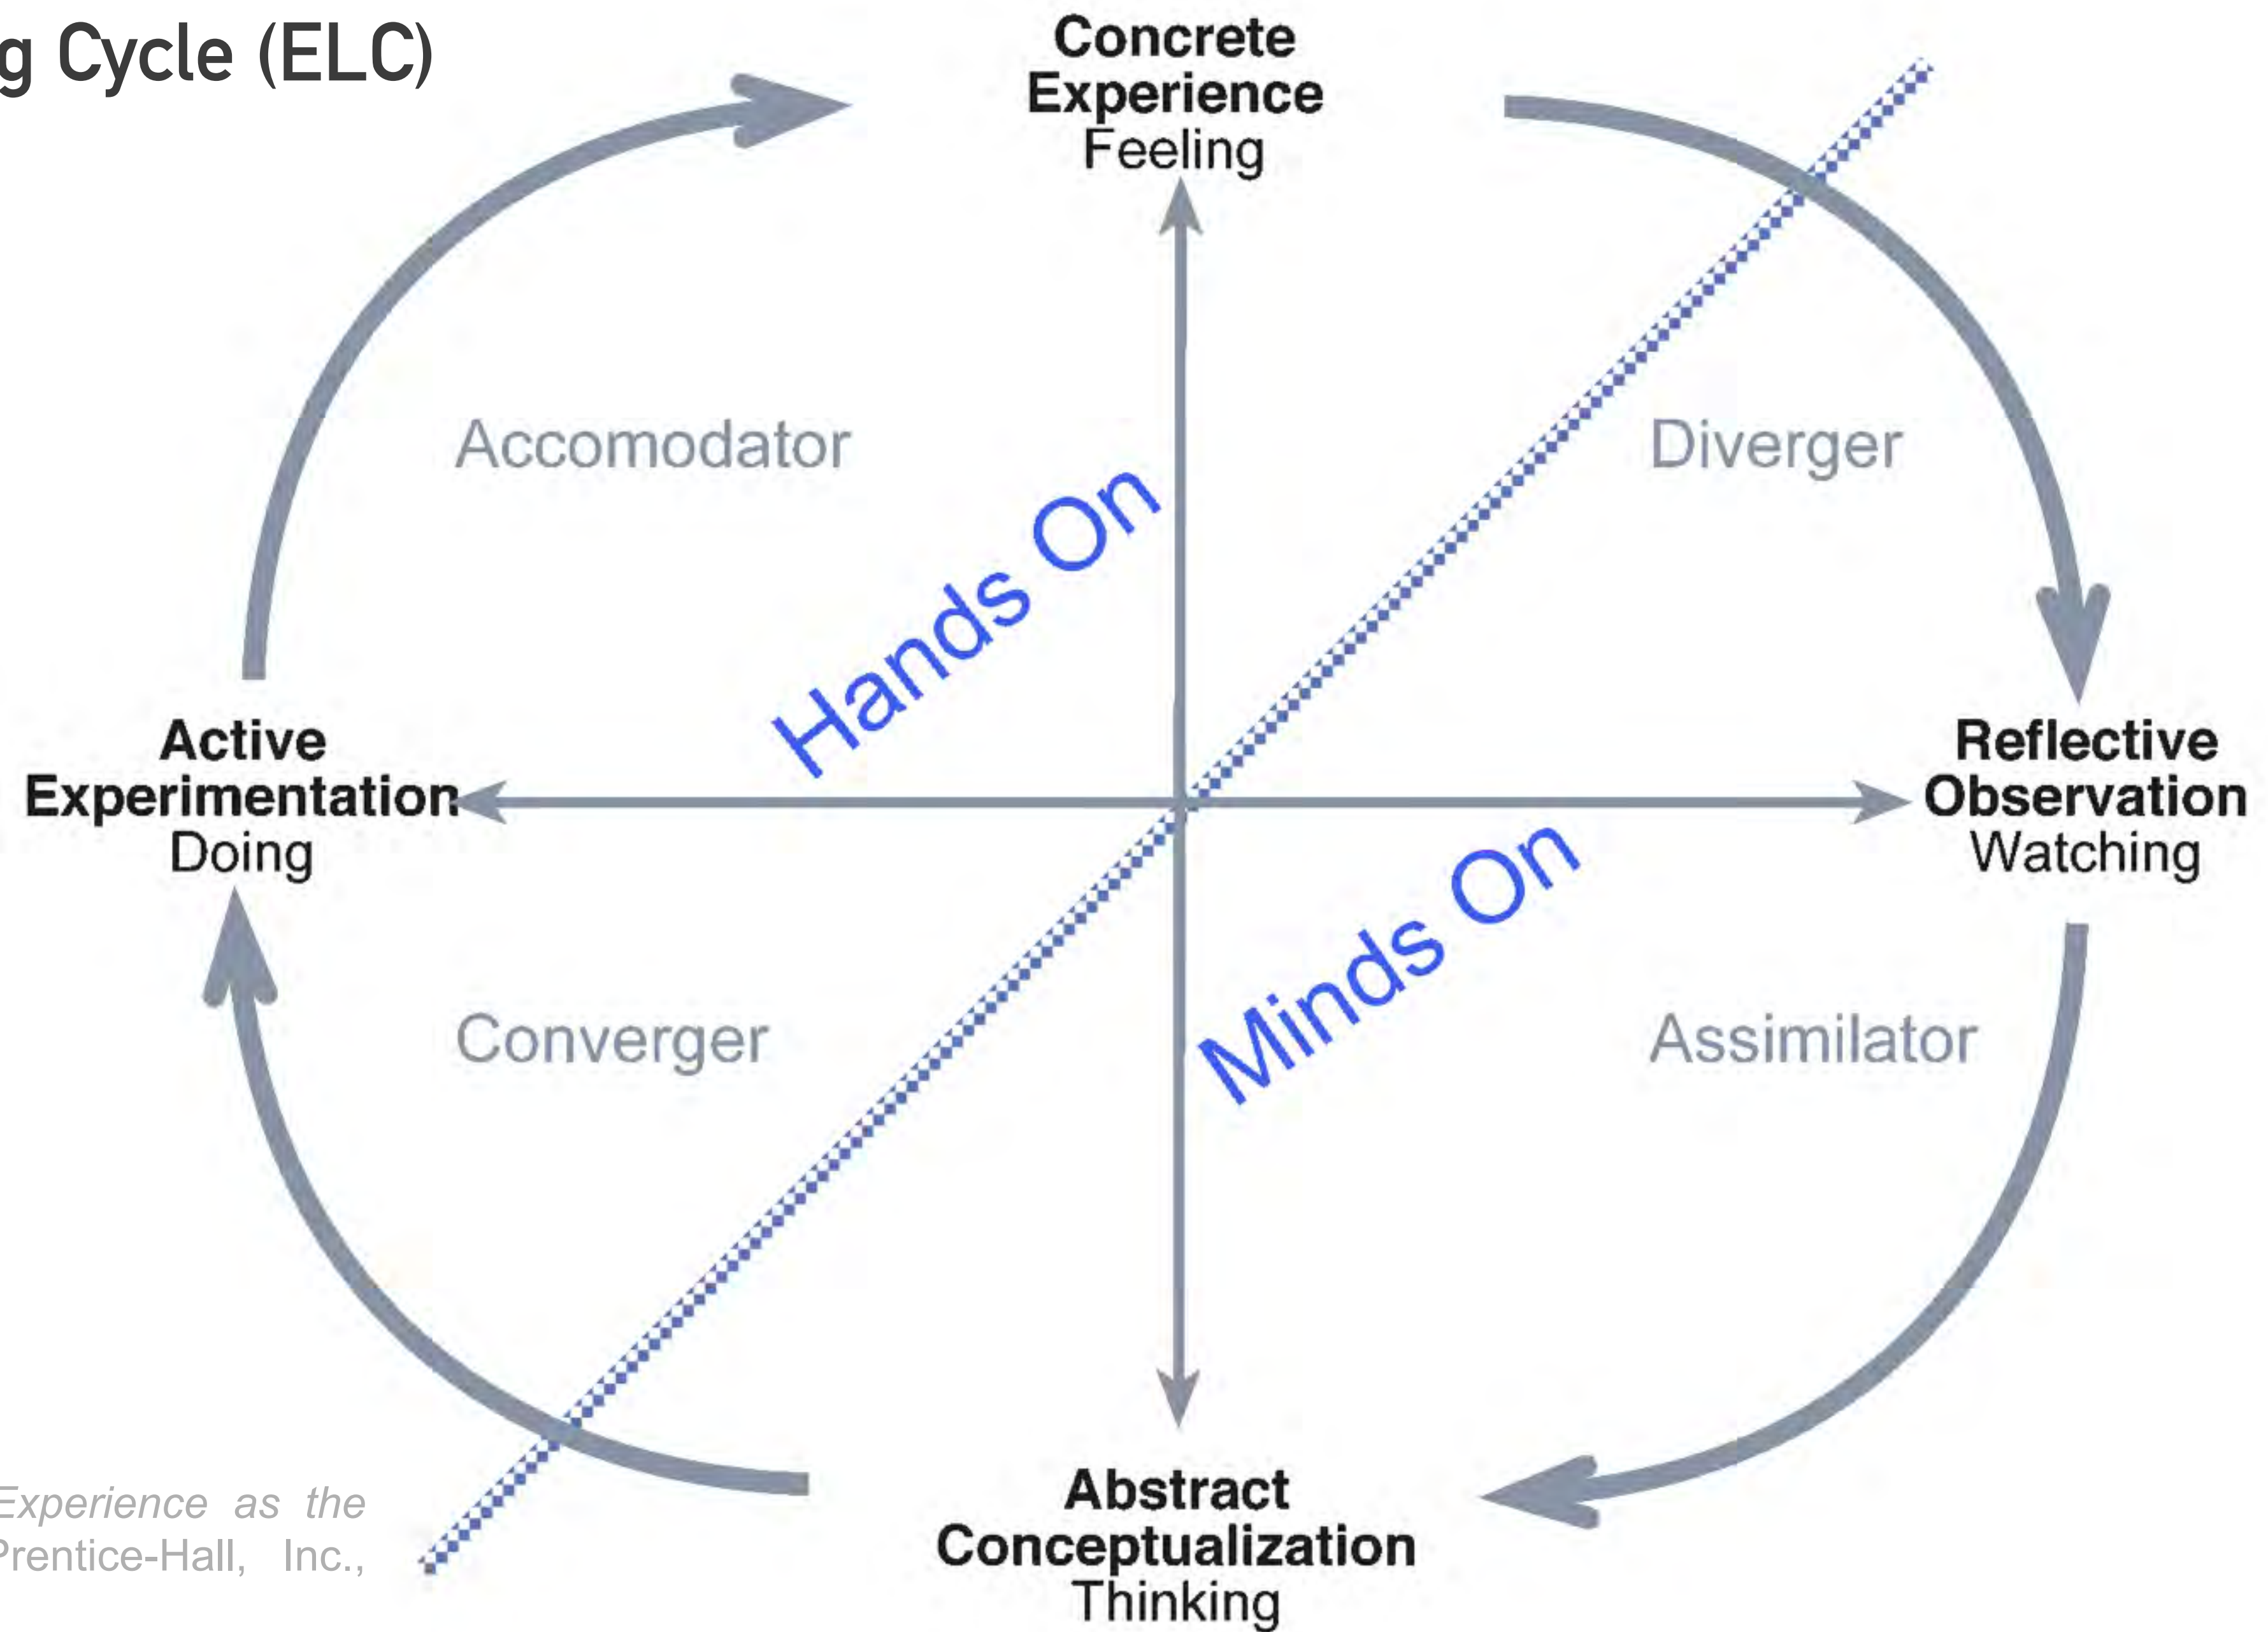 g Cycle (ELC)
Concrete
Experience
Feeling
Accomodator
Diverger
Hands On
Active
Experimentation
Doing
Reflective
Observation
Watching
Minds On
Converger
Assimilator
Abstract
Conceptualization
Thinking
Experience as the
Prentice-Hall, Inc.,